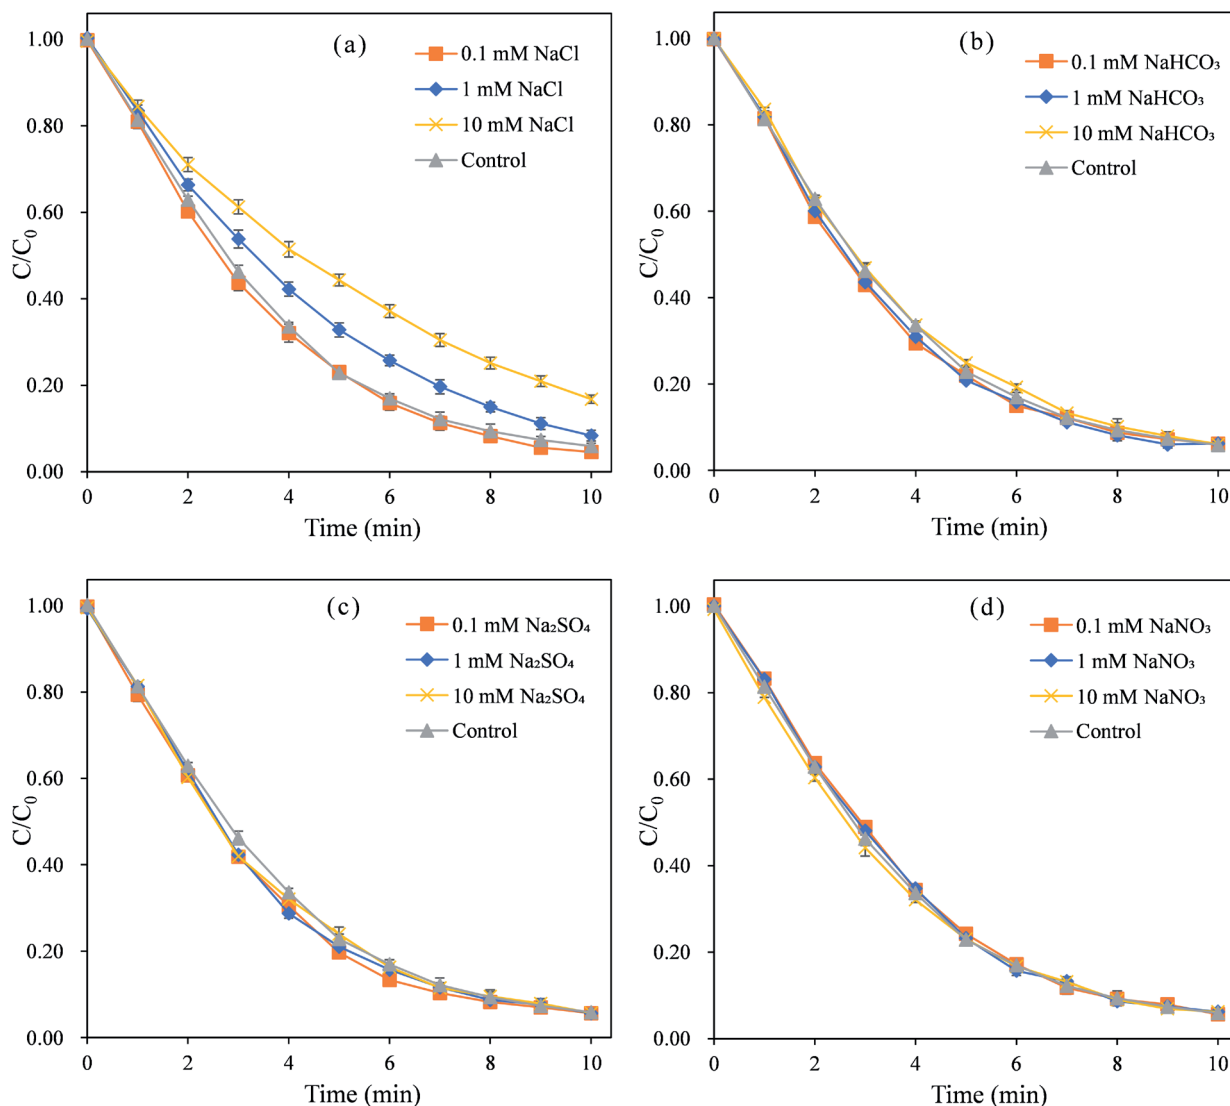 (a)
0.1 mM NaCl
1 mM NaCl
10 mM NaCl
Control
C/C₀
1.00
0.80
0.60
0.40
0.20
0.00
0 2 4 6 8 10
Time (min)
(b)
0.1 mM NaHCO₃
1 mM NaHCO₃
10 mM NaHCO₃
Control
C/C₀
1.00
0.80
0.60
0.40
0.20
0.00
0 2 4 6 8 10
Time (min)
(c)
0.1 mM Na₂SO₄
1 mM Na₂SO₄
10 mM Na₂SO₄
Control
C/C₀
1.00
0.80
0.60
0.40
0.20
0.00
0 2 4 6 8 10
Time (min)
(d)
0.1 mM NaNO₃
1 mM NaNO₃
10 mM NaNO₃
Control
C/C₀
1.00
0.80
0.60
0.40
0.20
0.00
0 2 4 6 8 10
Time (min)